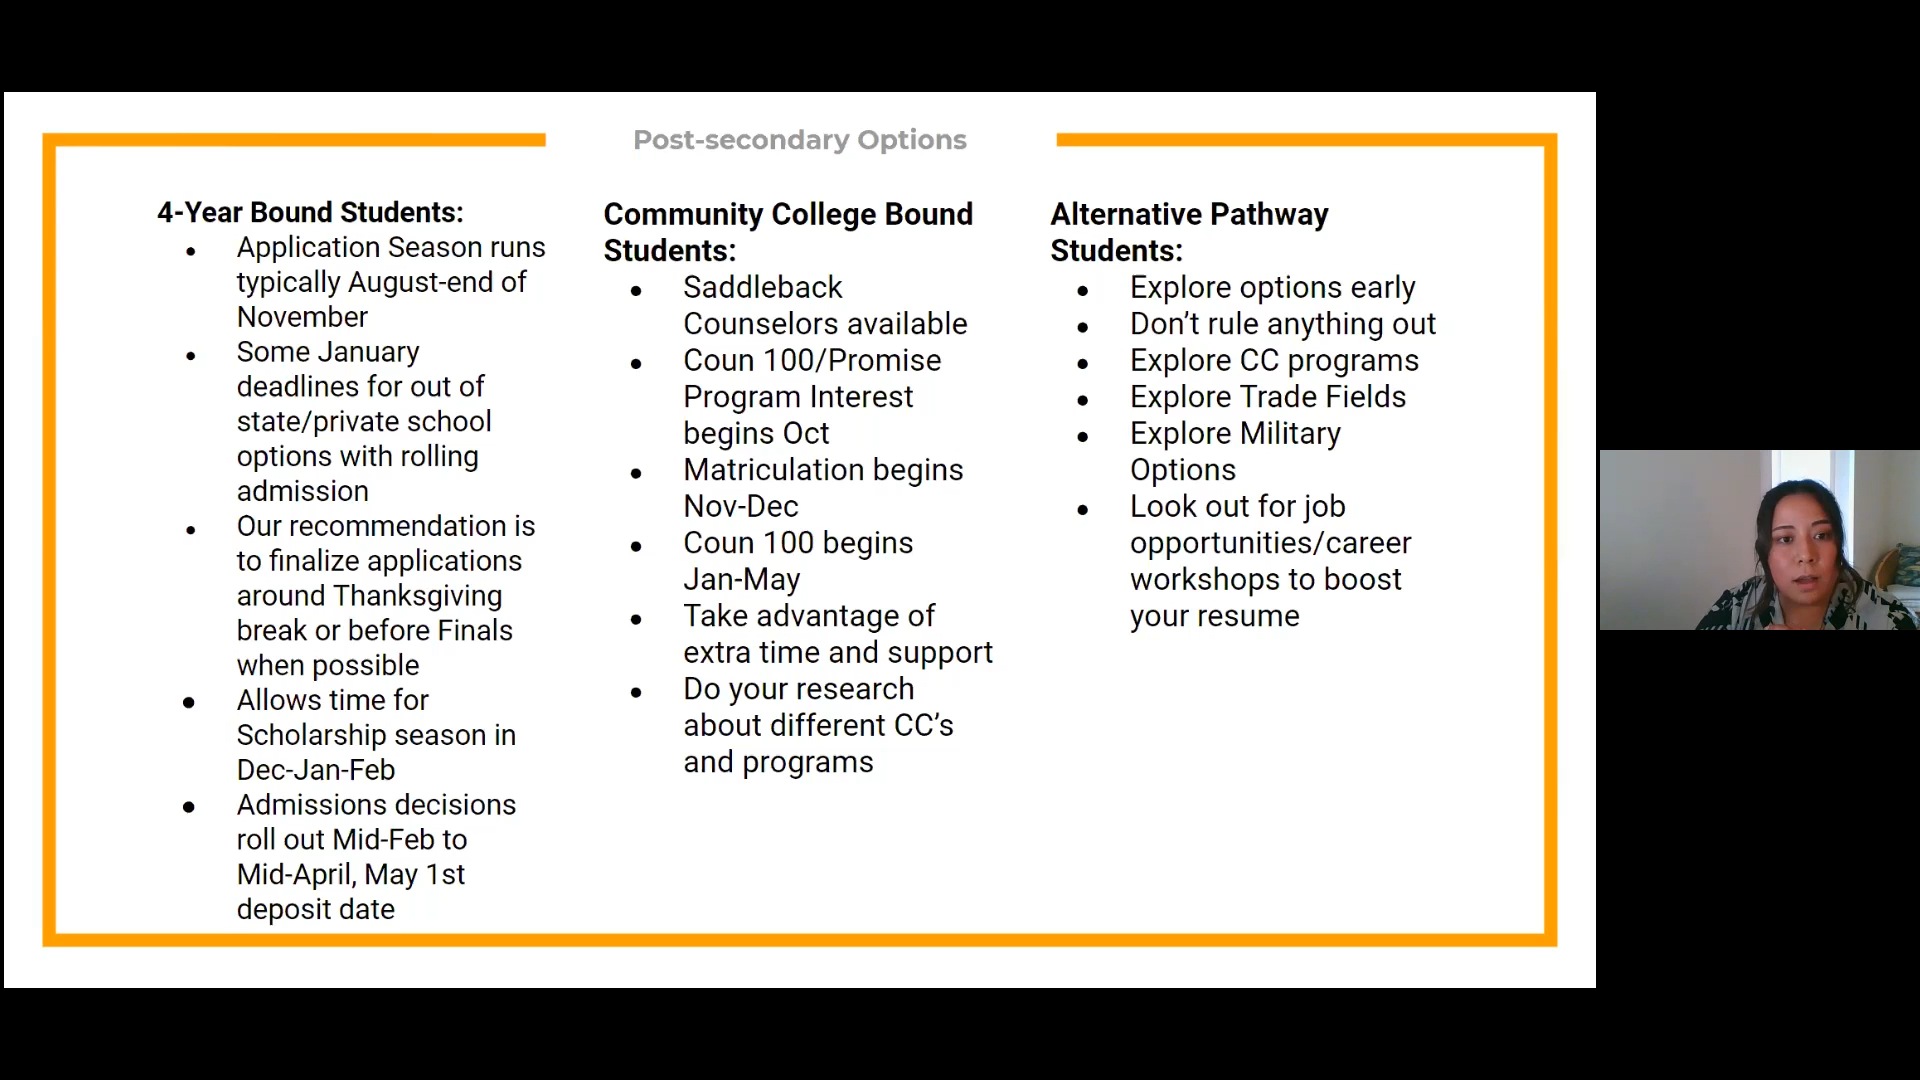 Post-secondary Options
4-Year Bound Students:
● Application Season runs
typically August-end of
November
● Some January
deadlines for out of
state/private school
options with rolling
admission
● Our recommendation is
to finalize applications
around Thanksgiving
break or before Finals
when possible
● Allows time for
Scholarship season in
Dec-Jan-Feb
● Admissions decisions
roll out Mid-Feb to
Mid-April, May 1st
deposit date
Community College Bound
Students:
● Saddleback
Counselors available
● Coun 100/Promise
Program Interest
begins Oct
● Matriculation begins
Nov-Dec
● Coun 100 begins
Jan-May
● Take advantage of
extra time and support
● Do your research
about different CC’s
and programs
Alternative Pathway
Students:
● Explore options early
● Don’t rule anything out
● Explore CC programs
● Explore Trade Fields
● Explore Military
Options
● Look out for job
opportunities/career
workshops to boost
your resume